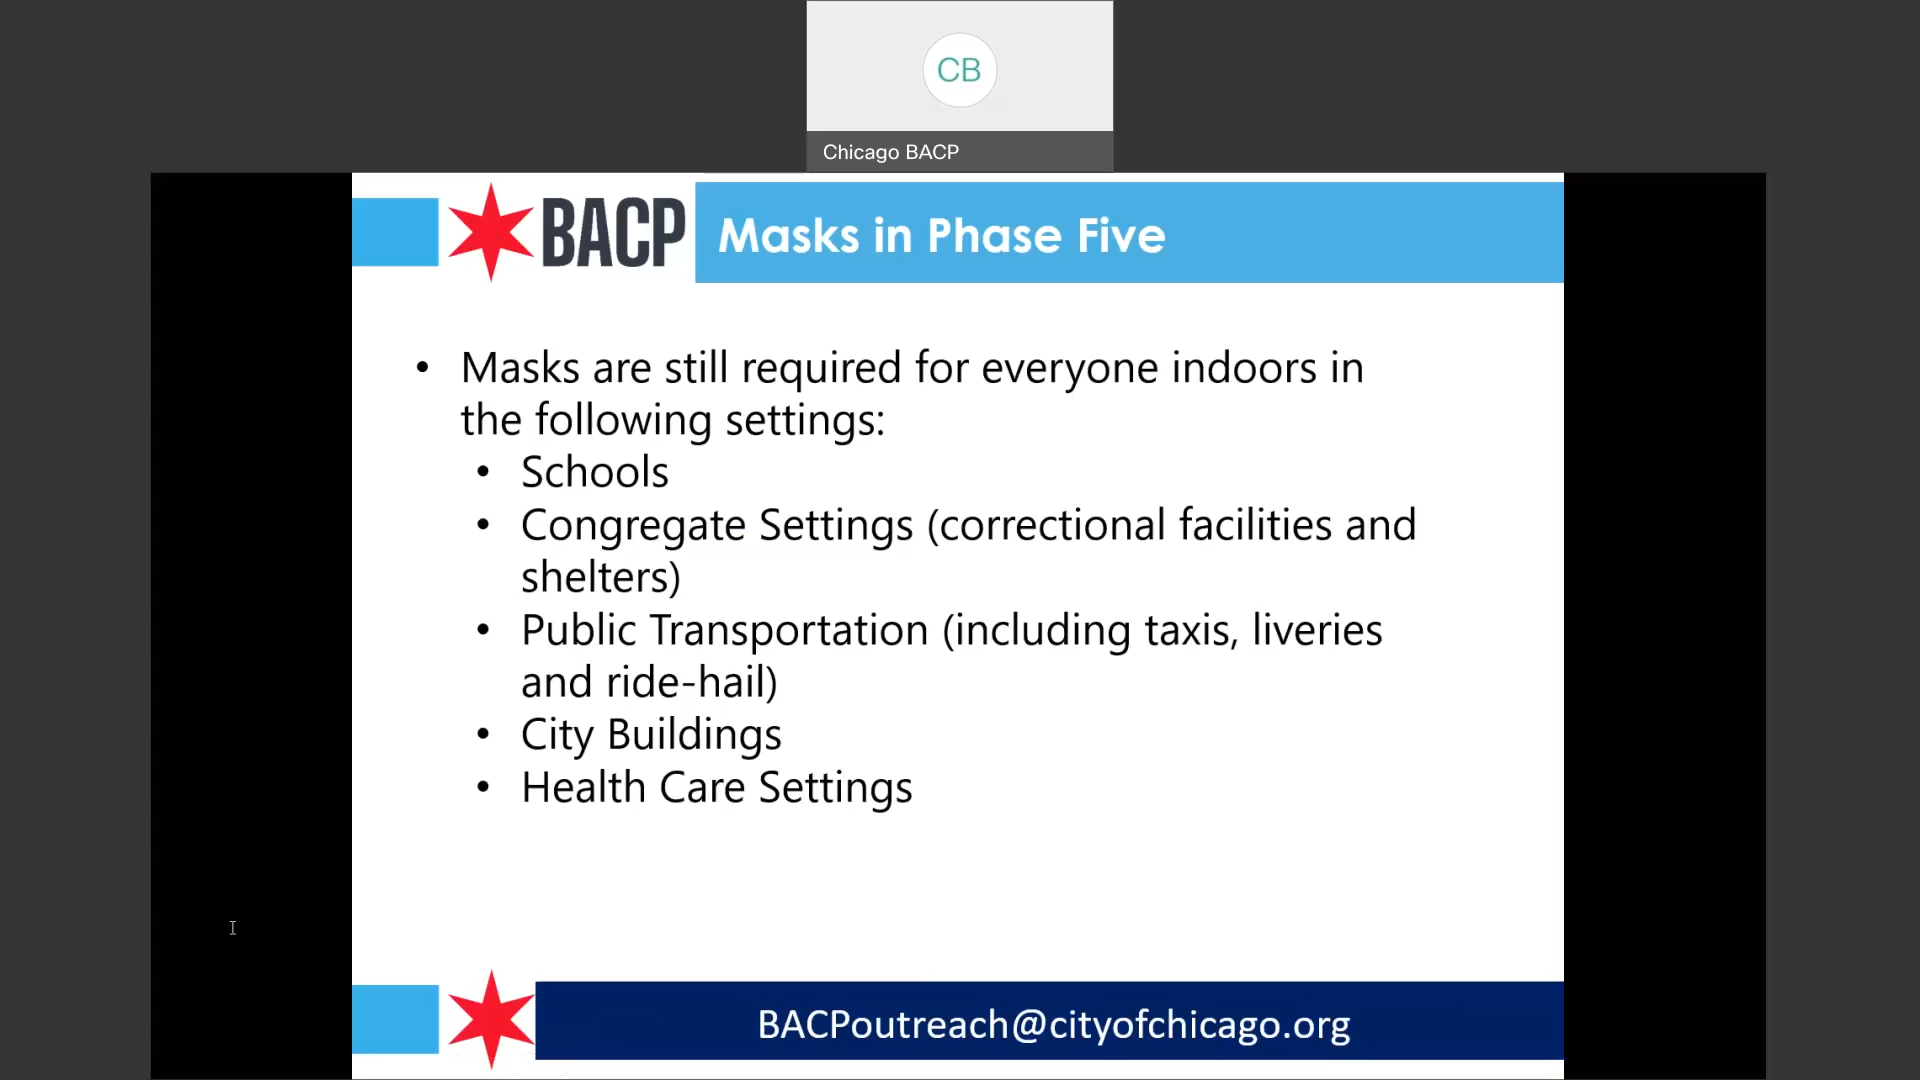 CB
Chicago BACP
BACP
Masks in Phase Five
• Masks are still required for everyone indoors in
the following settings:
• Schools
• Congregate Settings (correctional facilities and
shelters)
• Public Transportation (including taxis, liveries
and ride-hail)
• City Buildings
• Health Care Settings
BACPoutreach@cityofchicago.org